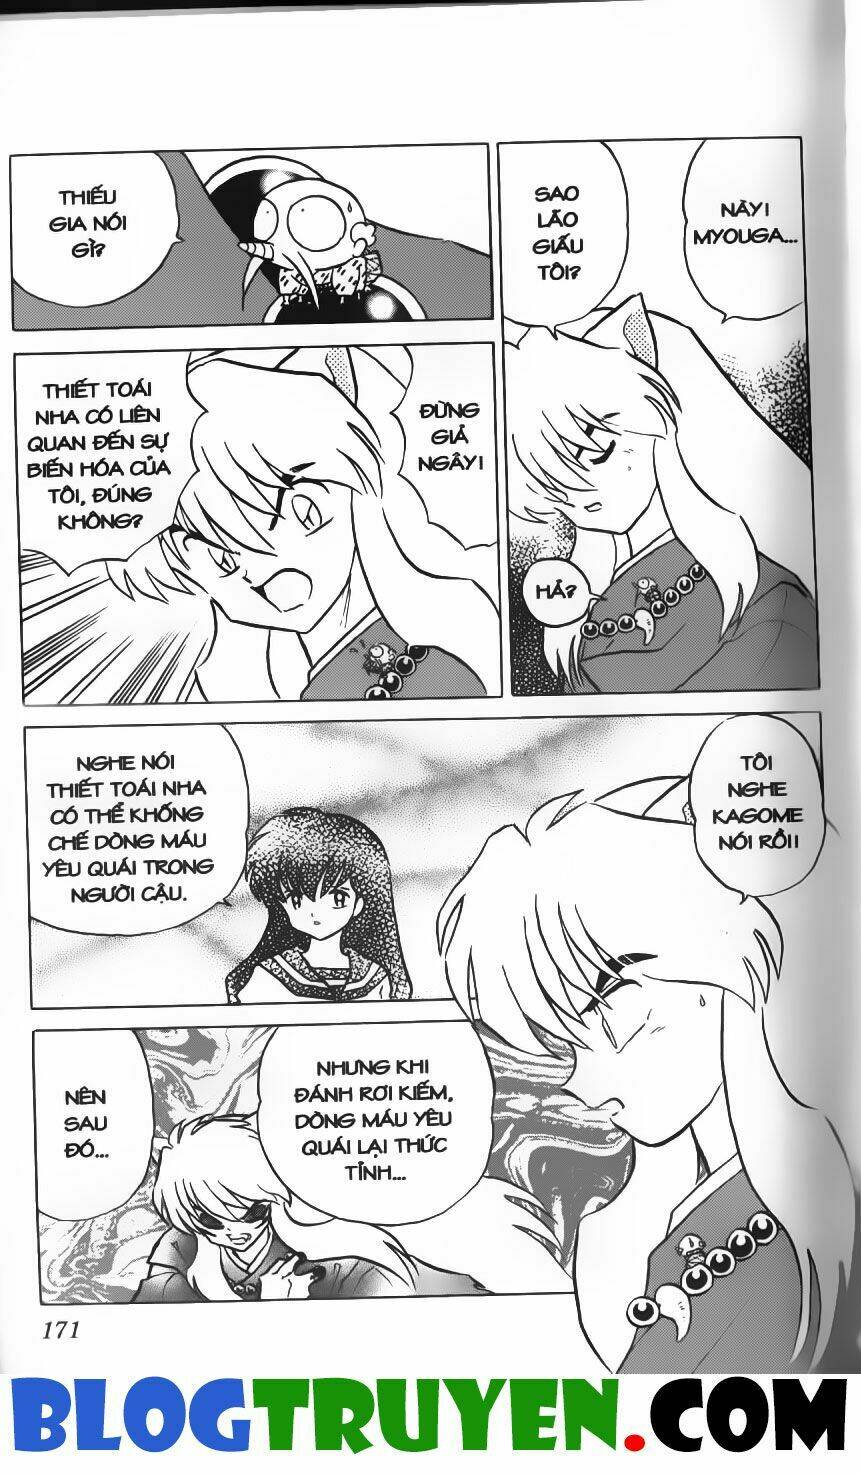 NÀY!
MYOUGA...
SAO
LÃO
GIẤU
TÔI?
HẢ?
THIẾU
GIA NÓI
GÌ?
ĐỪNG
GIẢ
NGÂY!
THIẾT TOÁI
NHA CÓ LIÊN
QUAN ĐẾN SỰ
BIẾN HÓA CỦA
TÔI, ĐÚNG
KHÔNG?
TÔI
NGHE
KAGOME
NÓI RỒI!
NGHE NÓI
THIẾT TOÁI NHA
CÓ THỂ KHỐNG
CHẾ DÒNG MÁU
YÊU QUÁI TRONG
NGƯỜI CẬU.
NHƯNG KHI
ĐÁNH RƠI KIẾM,
DÒNG MÁU YÊU
QUÁI LẠI THỨC
TỈNH...
NÊN
SAU
ĐÓ...
171
BLOGTRUYEN.COM